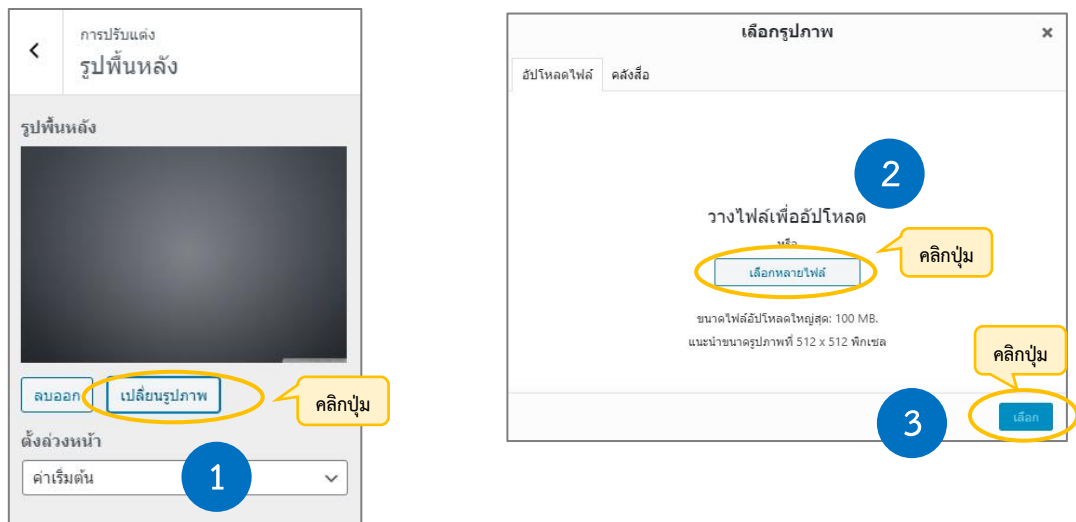 การปรับแต่ง
รูปพื้นหลัง
รูปพื้นหลัง
ลบออก
เปลี่ยนรูปภาพ
คลิกปุ่ม
ตั้งล่วงหน้า
ค่าเริ่มต้น
1
เลือกรูปภาพ
×
อัปโหลดไฟล์ คลังสื่อ
2
วางไฟล์เพื่ออัปโหลด
หรือ
คลิกปุ่ม
เลือกหลายไฟล์
ขนาดไฟล์อัปโหลดใหญ่สุด: 100 MB.
แนะนำขนาดรูปภาพที่ 512 x 512 พิกเซล
คลิกปุ่ม
3
เลือก